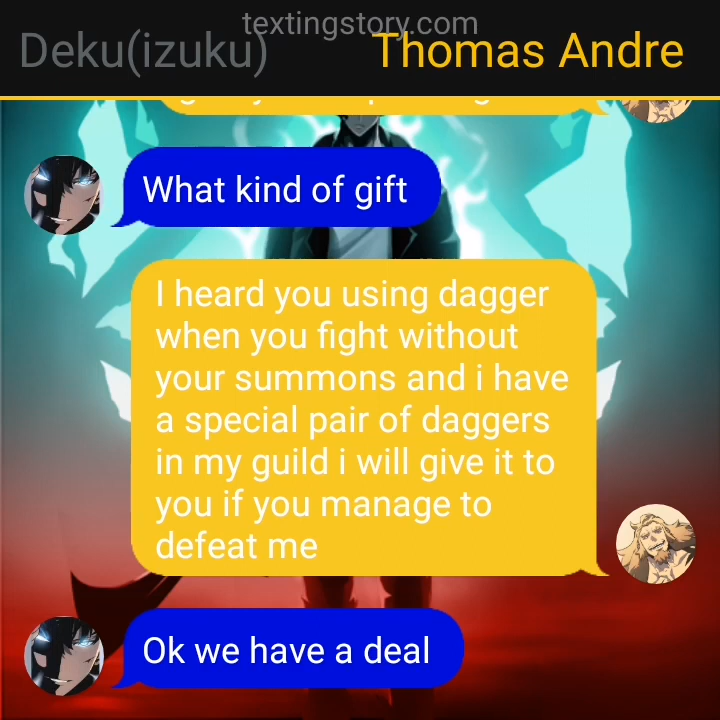 textingstory.com
Deku(izuku)
Thomas Andre
What kind of gift
I heard you using dagger
when you fight without
your summons and i have
a special pair of daggers
in my guild i will give it to
you if you manage to
defeat me
Ok we have a deal